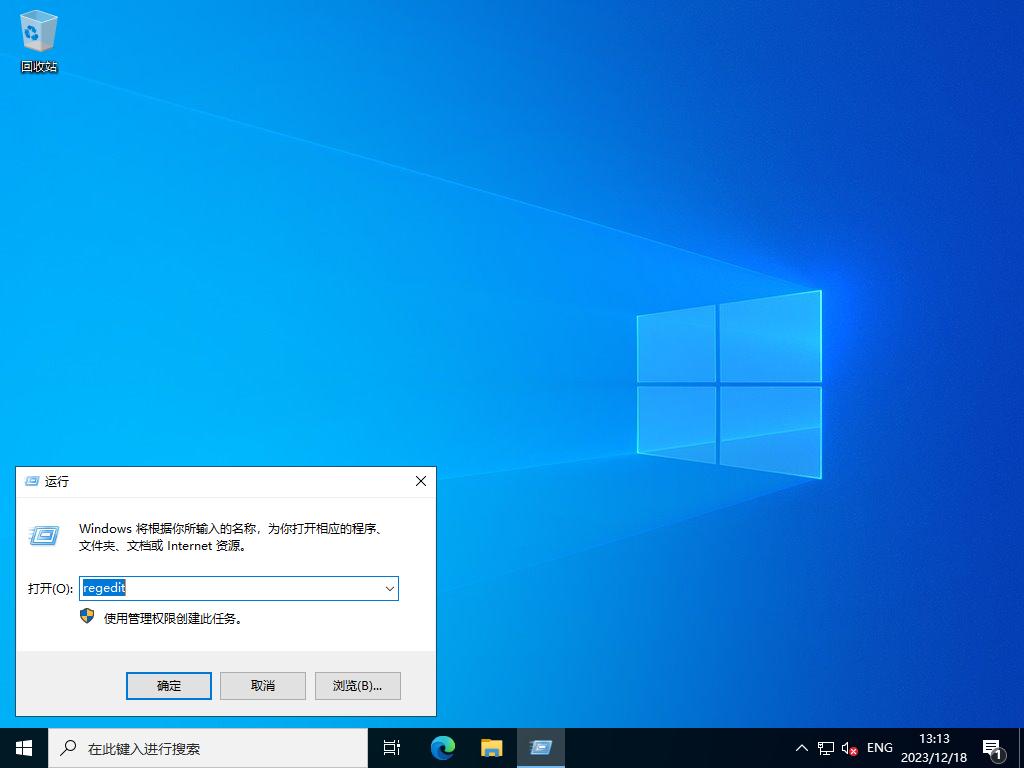 回收站
运行
Windows 将根据你所输入的名称，为你打开相应的程序、
文件夹、文档或 Internet 资源。
打开(O): regedit
使用管理权限创建此任务。
确定 取消 浏览(B)...
在此键入进行搜索
ENG
13:13
2023/12/18
1